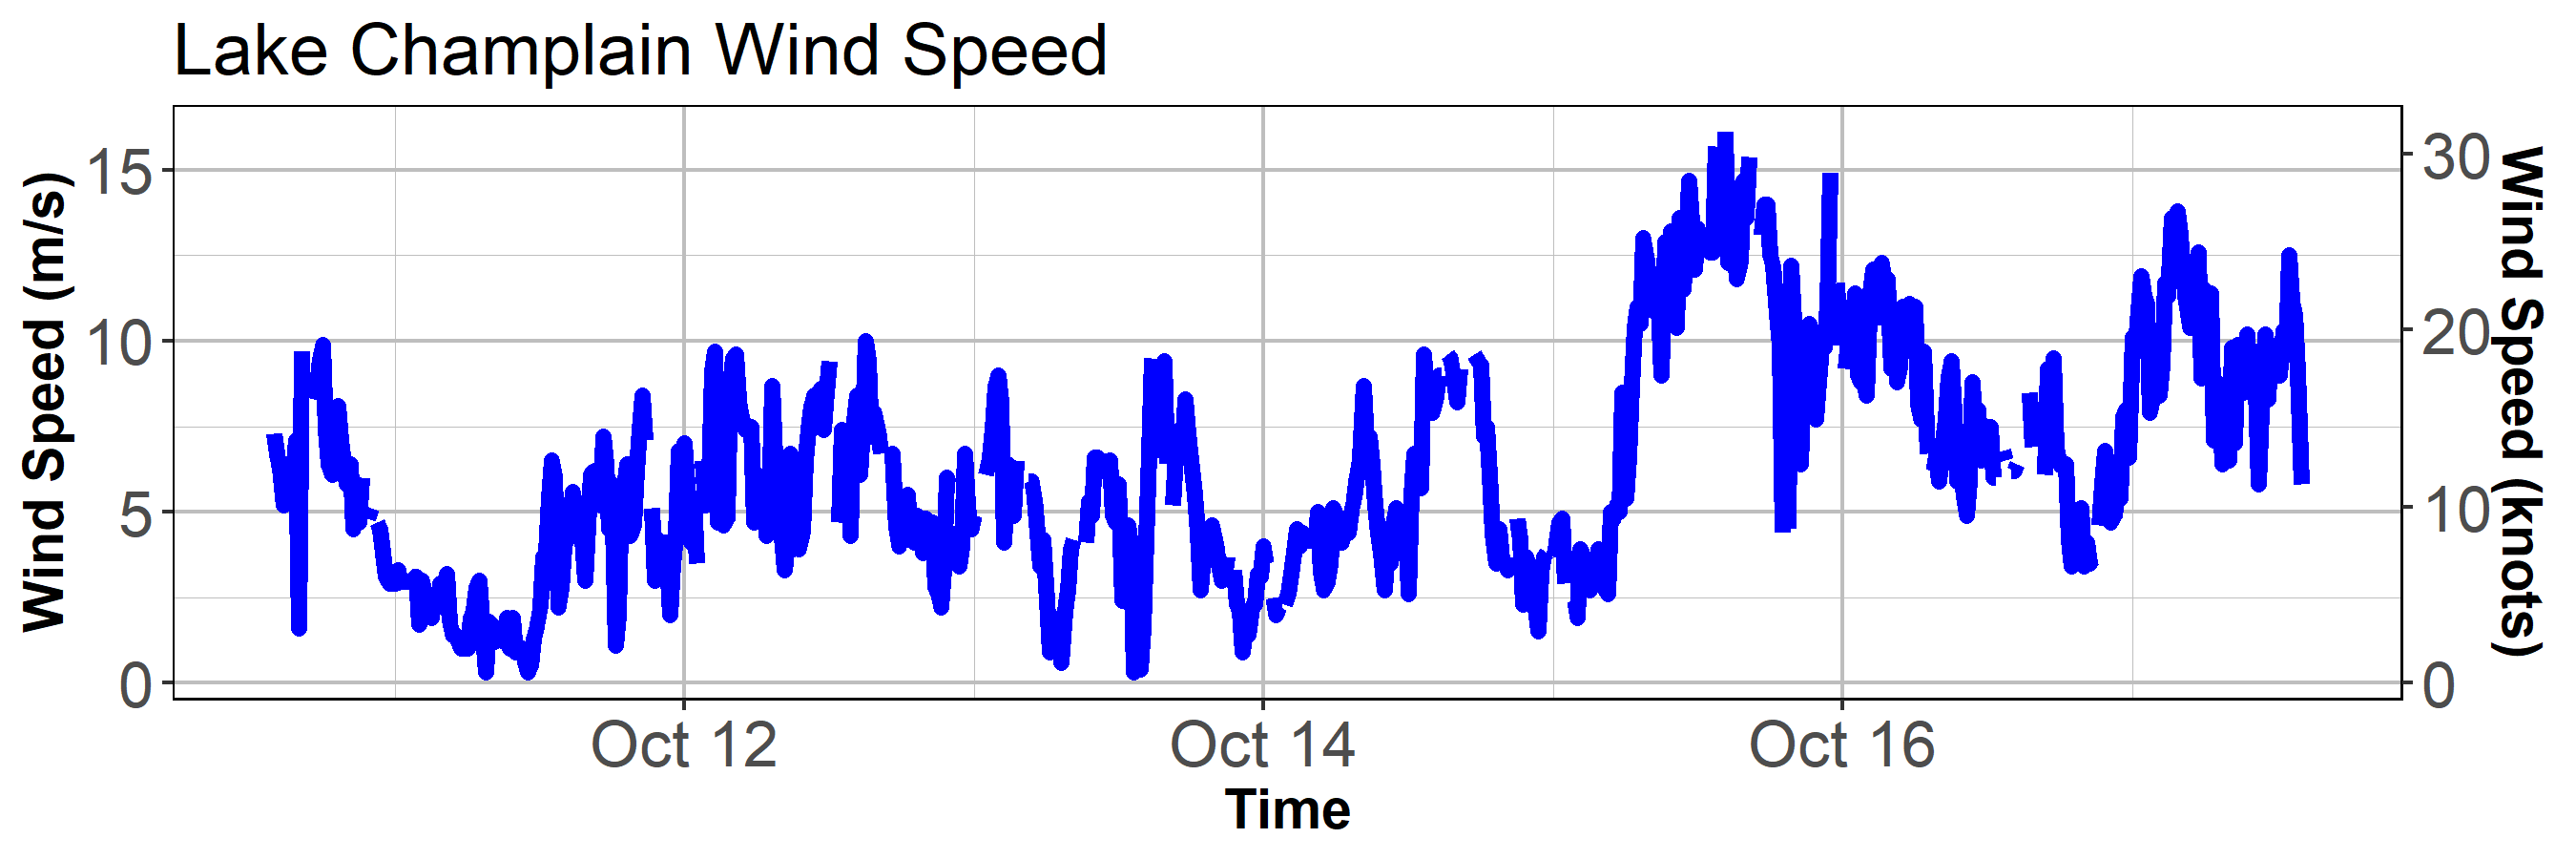 Lake Champlain Wind Speed
Wind Speed (m/s)
15
10
5
0
30
20
10
0
Wind Speed (knots)
Oct 12
Oct 14
Oct 16
Time